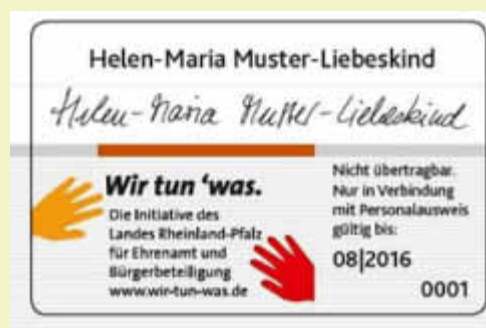 Helen-Maria Muster-Liebeskind
Helen-Maria Muster-Liebeskind
Wir tun ‘was.
Die Initiative des
Landes Rheinland-Pfalz
für Ehrenamt und
Bürgerbeteiligung
www.wir-tun-was.de
Nicht übertragbar.
Nur in Verbindung
mit Personalausweis
gültig bis:
08|2016
0001